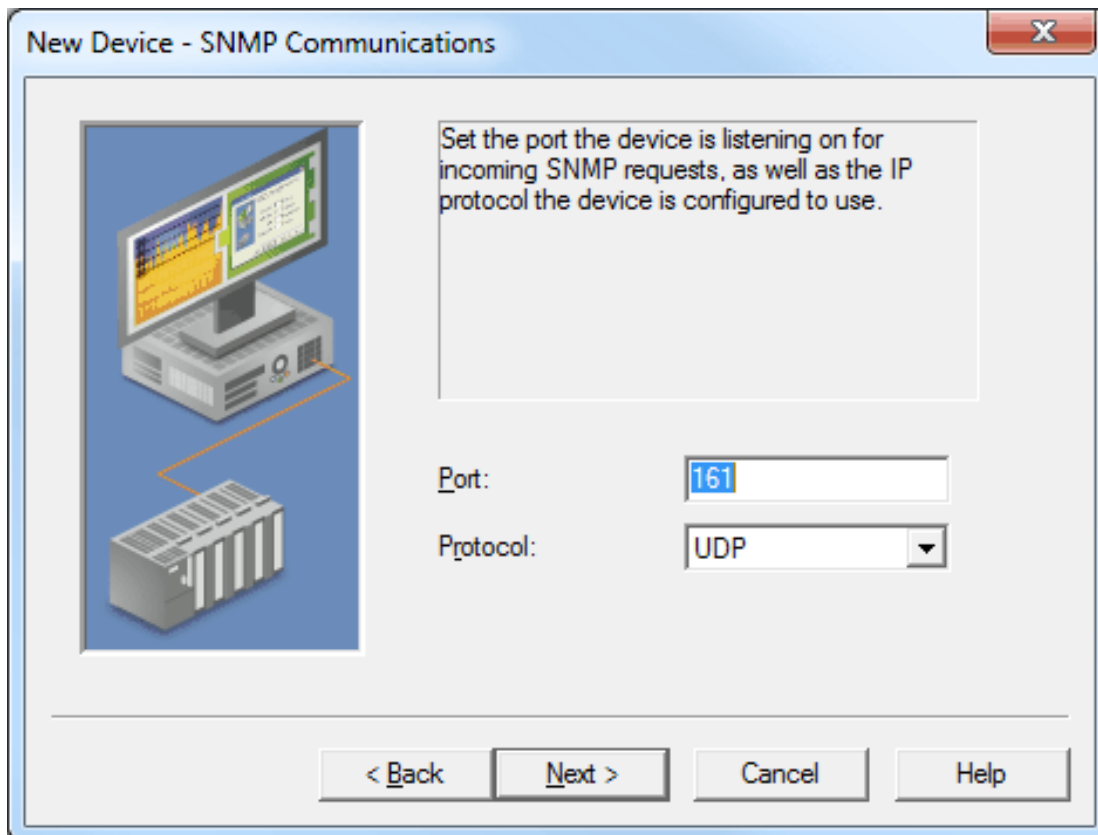 New Device - SNMP Communications
Set the port the device is listening on for
incoming SNMP requests, as well as the IP
protocol the device is configured to use.
Port:
161
Protocol:
UDP
< Back
Next >
Cancel
Help